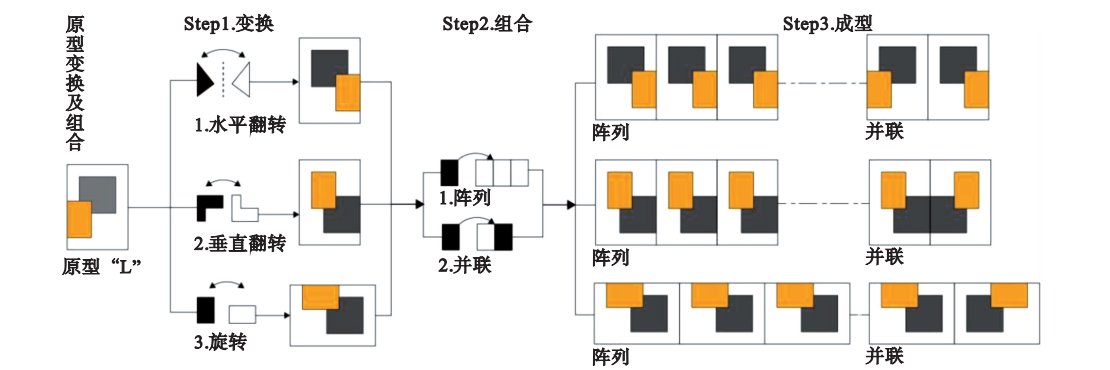 原型变换及组合
Step1.变换
Step2.组合
Step3.成型
原型“L”
1.水平翻转
2.垂直翻转
3.旋转
1.阵列
2.并联
阵列
并联
阵列
并联
阵列
并联